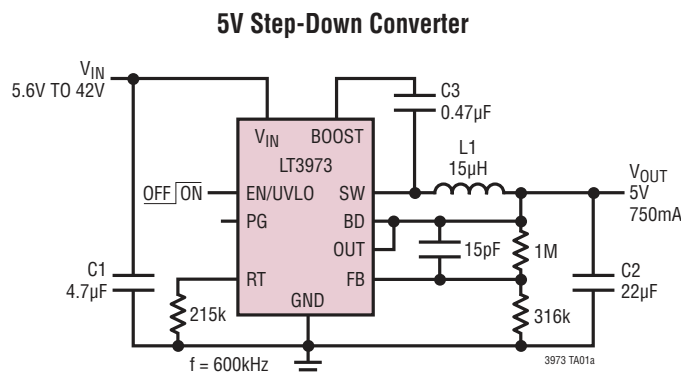 5V Step-Down Converter
VIN
5.6V TO 42V
C3
0.47µF
VIN BOOST
LT3973
L1
15µH
OFF ON
EN/UVLO SW
VOUT
5V
750mA
PG BD
OUT
15pF
1M
C1
4.7µF
RT FB
C2
22µF
215k
GND
316k
f = 600kHz
3973 TA01a